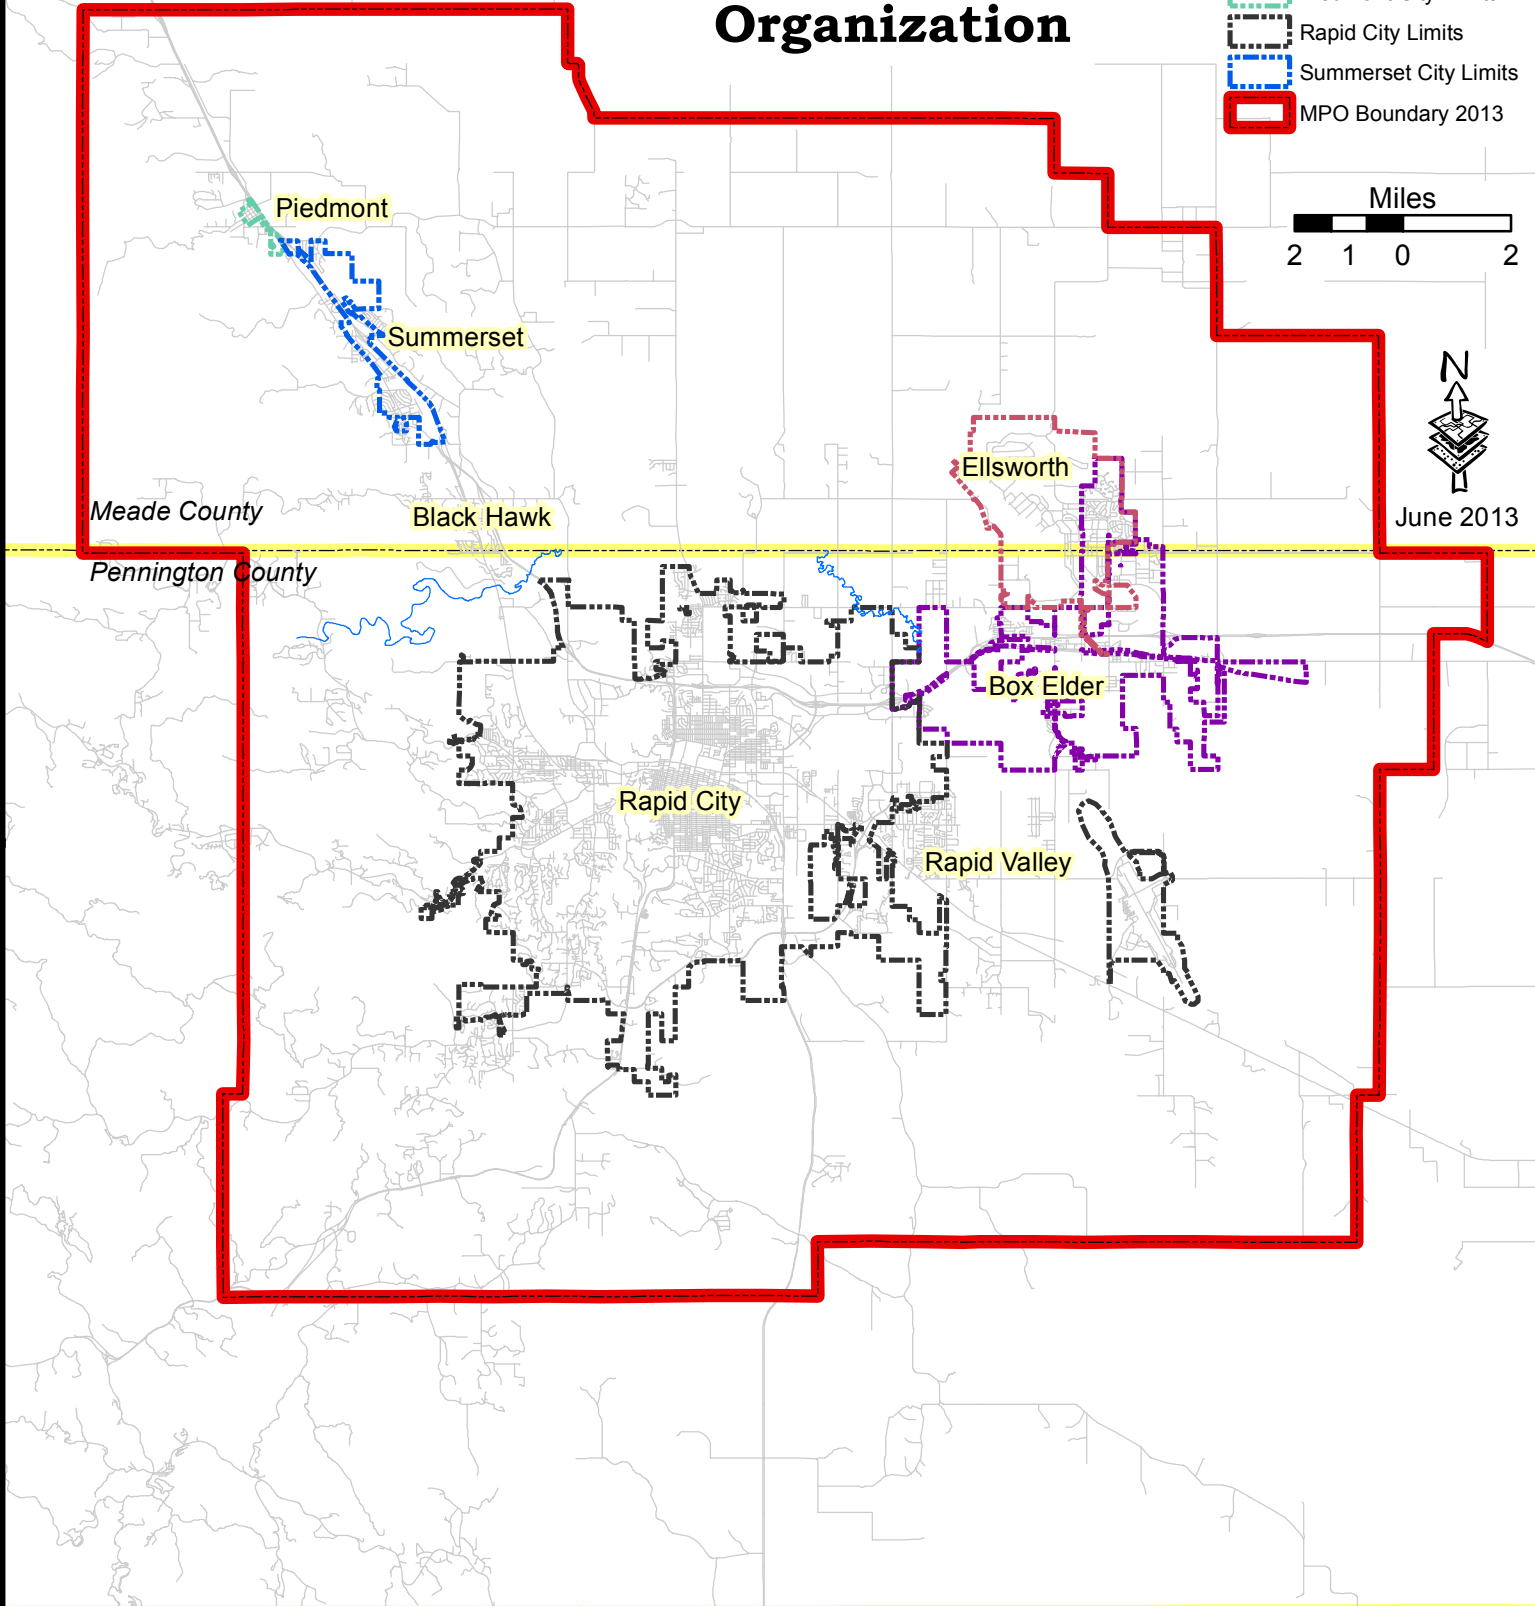 Organization
Rapid City Limits
Summerset City Limits
MPO Boundary 2013
Miles
2 1 0 2
Piedmont
Summerset
N
Ellsworth
Meade County
Black Hawk
June 2013
Pennington County
Box Elder
Rapid City
Rapid Valley